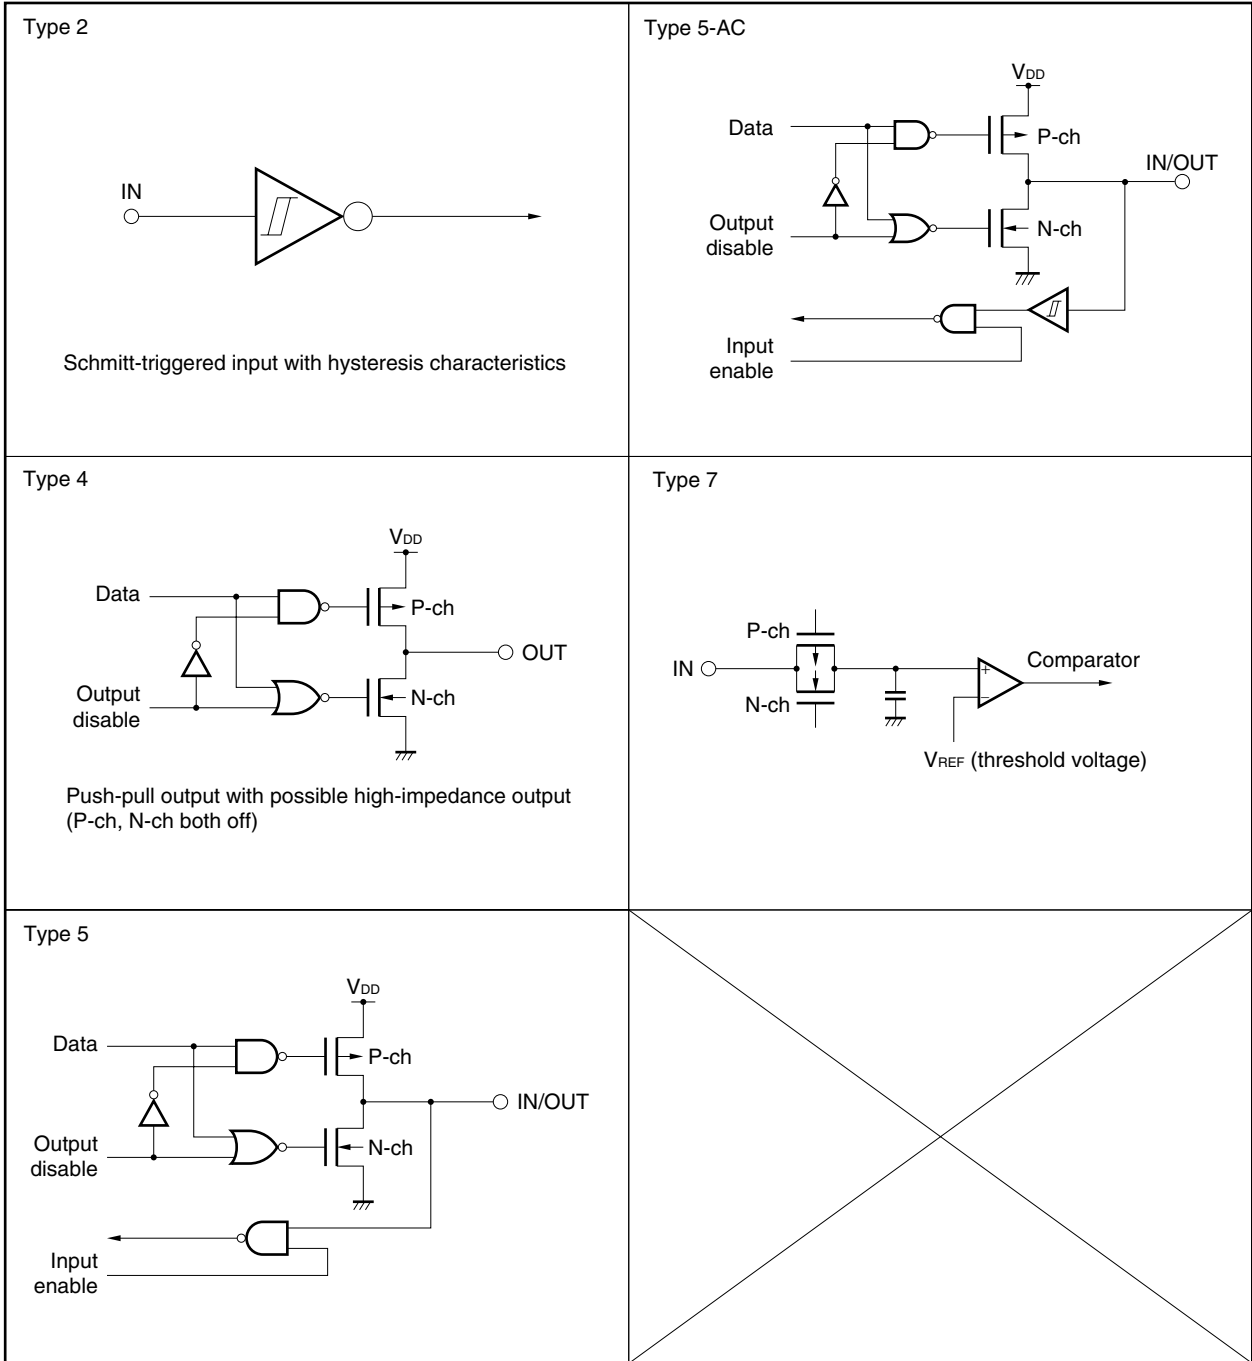 Type 2
IN
Schmitt-triggered input with hysteresis characteristics
Type 5-AC
VDD
Data
P-ch
IN/OUT
Output
disable
N-ch
Input
enable
Type 4
VDD
Data
P-ch
OUT
Output
disable
N-ch
Push-pull output with possible high-impedance output
(P-ch, N-ch both off)
Type 7
P-ch
IN
N-ch
+
−
Comparator
VREF (threshold voltage)
Type 5
VDD
Data
P-ch
IN/OUT
Output
disable
N-ch
Input
enable